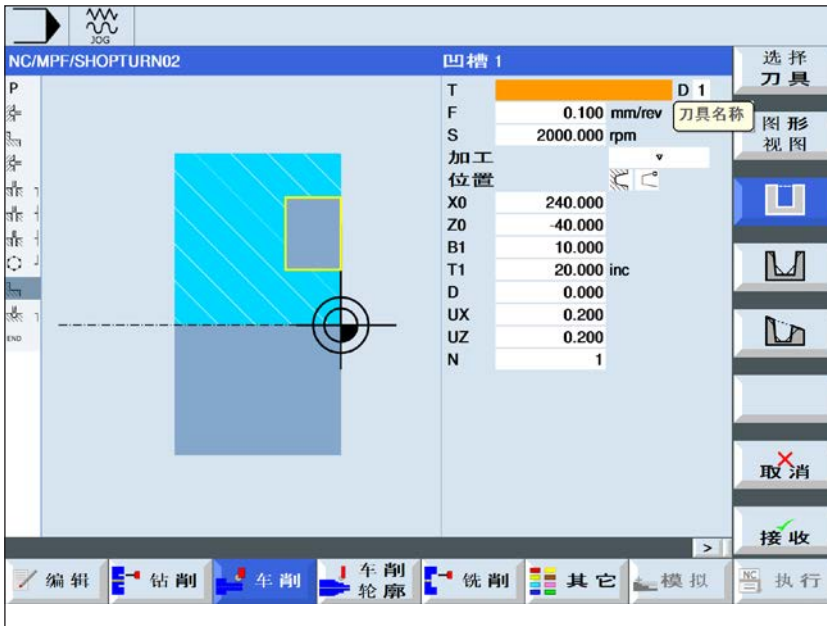 JOG
NC/MPF/SHOPTURN02
凹槽 1
选择
刀具
P
T D 1
F 0.100 mm/rev
刀具名称
S 2000.000 rpm
图形
视图
加工 ▿
位置
X0 240.000
Z0 -40.000
B1 10.000
T1 20.000 inc
D 0.000
UX 0.200
UZ 0.200
N 1
END
取消
接收
>
编辑
钻削
车削
车削
轮廓
铣削
其它
模拟
NC
执行